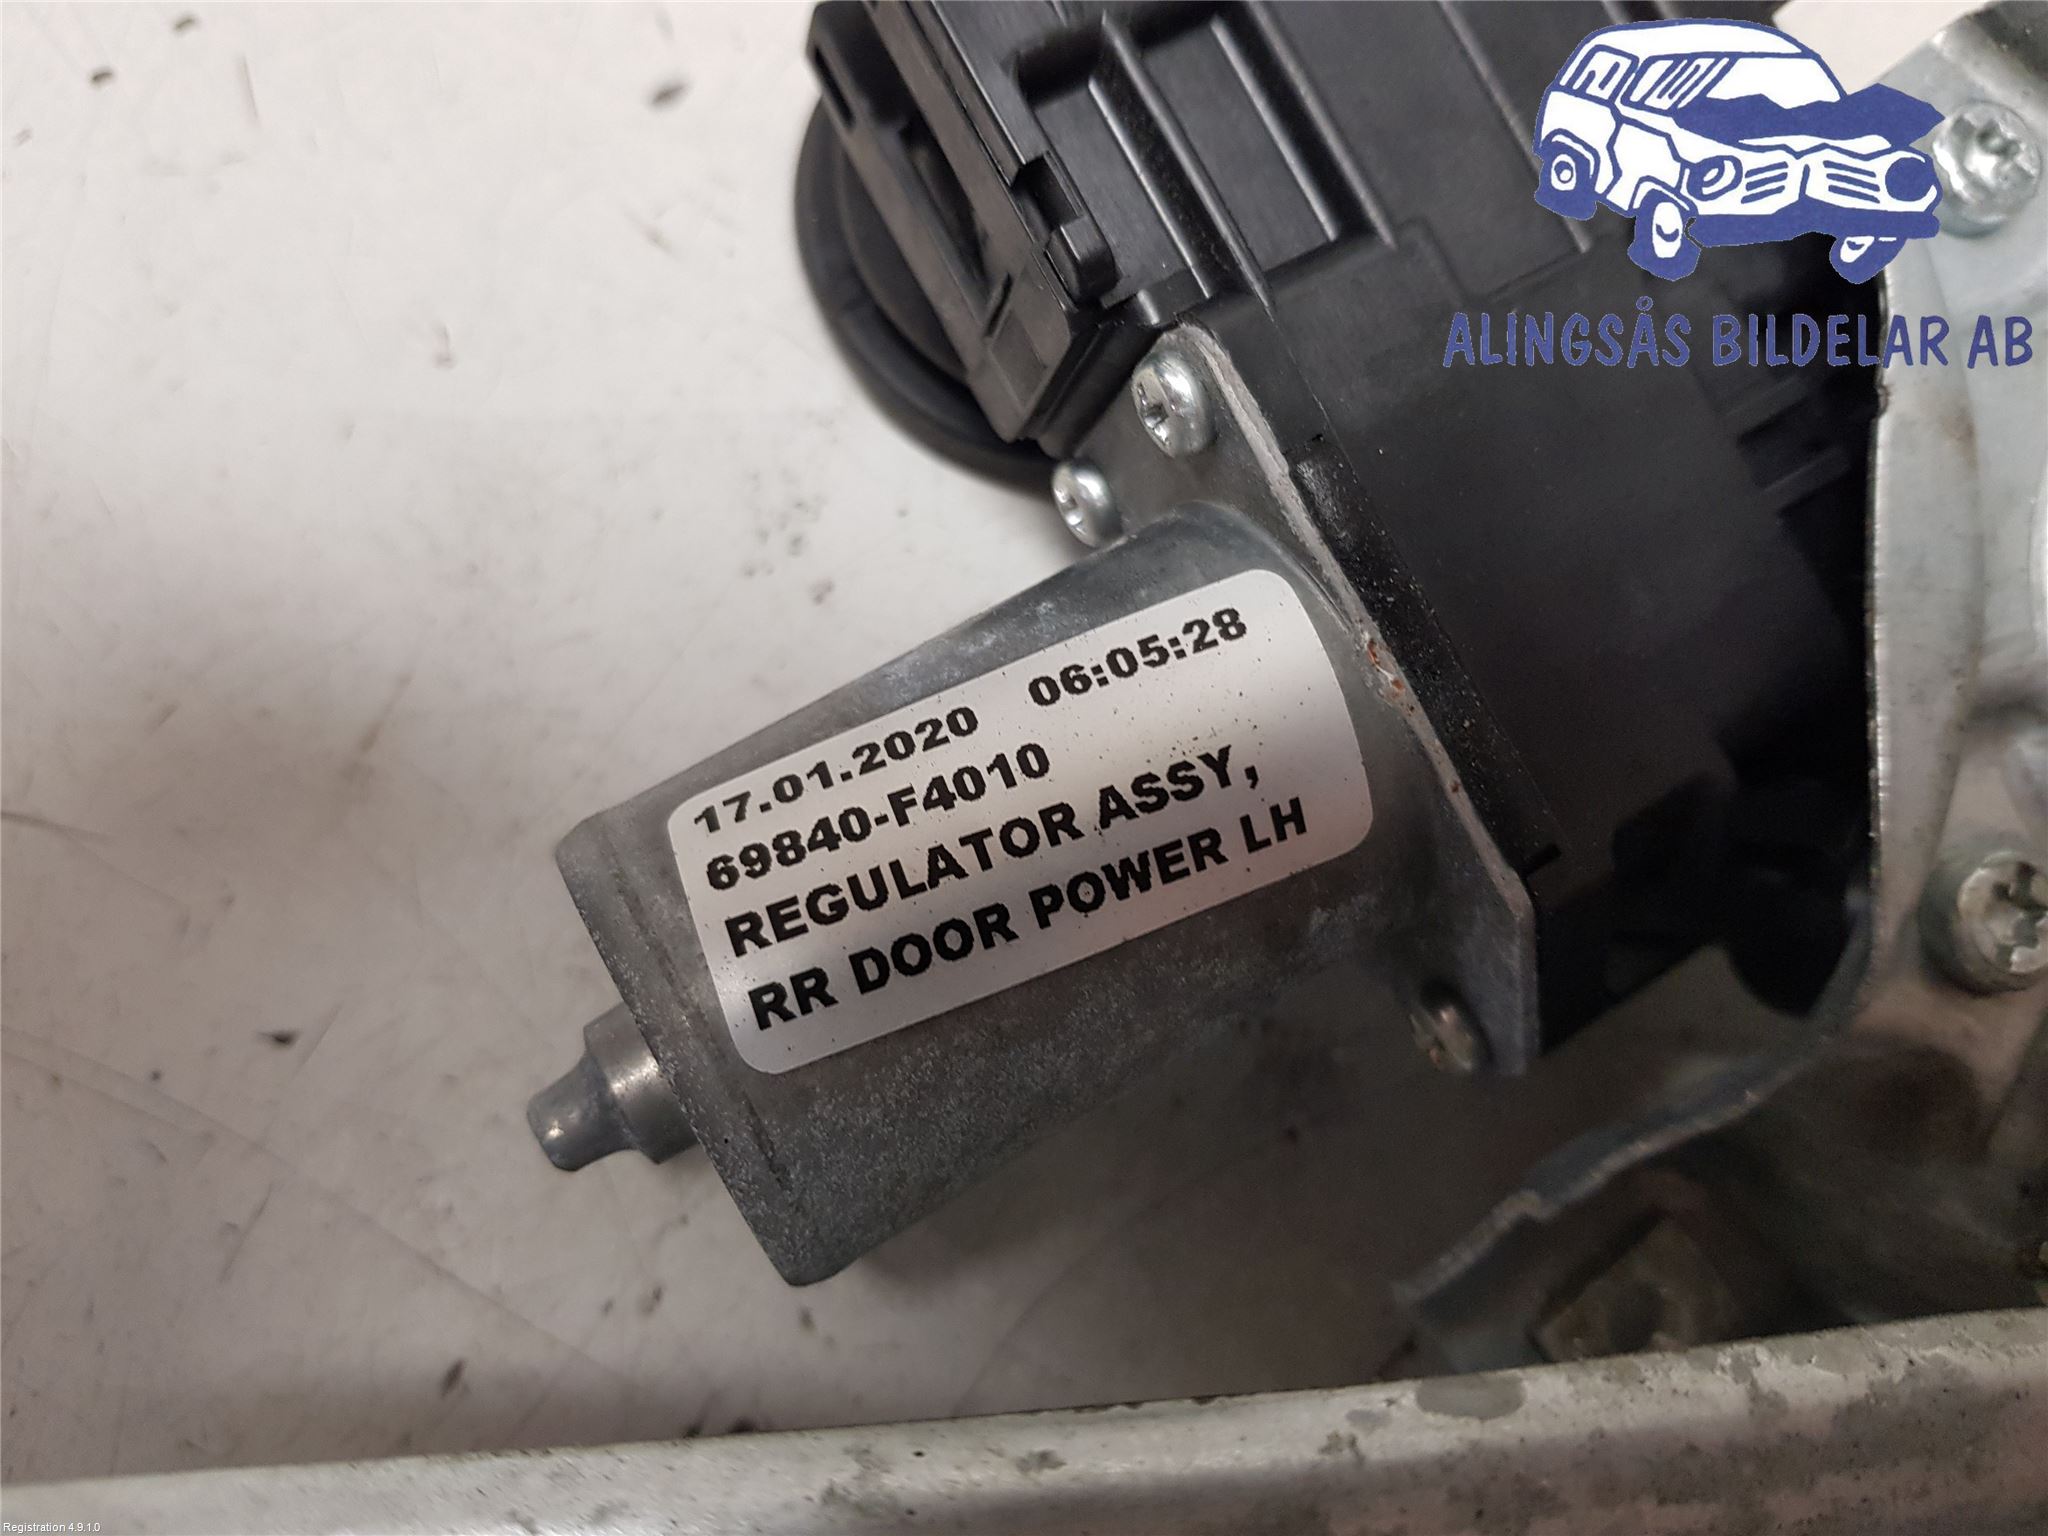 ALINGSÅS BILDELAR AB
17.01.2020 06:05:28
69840-F4010
REGULATOR ASSY,
RR DOOR POWER LH
Registration 4.9.1.0